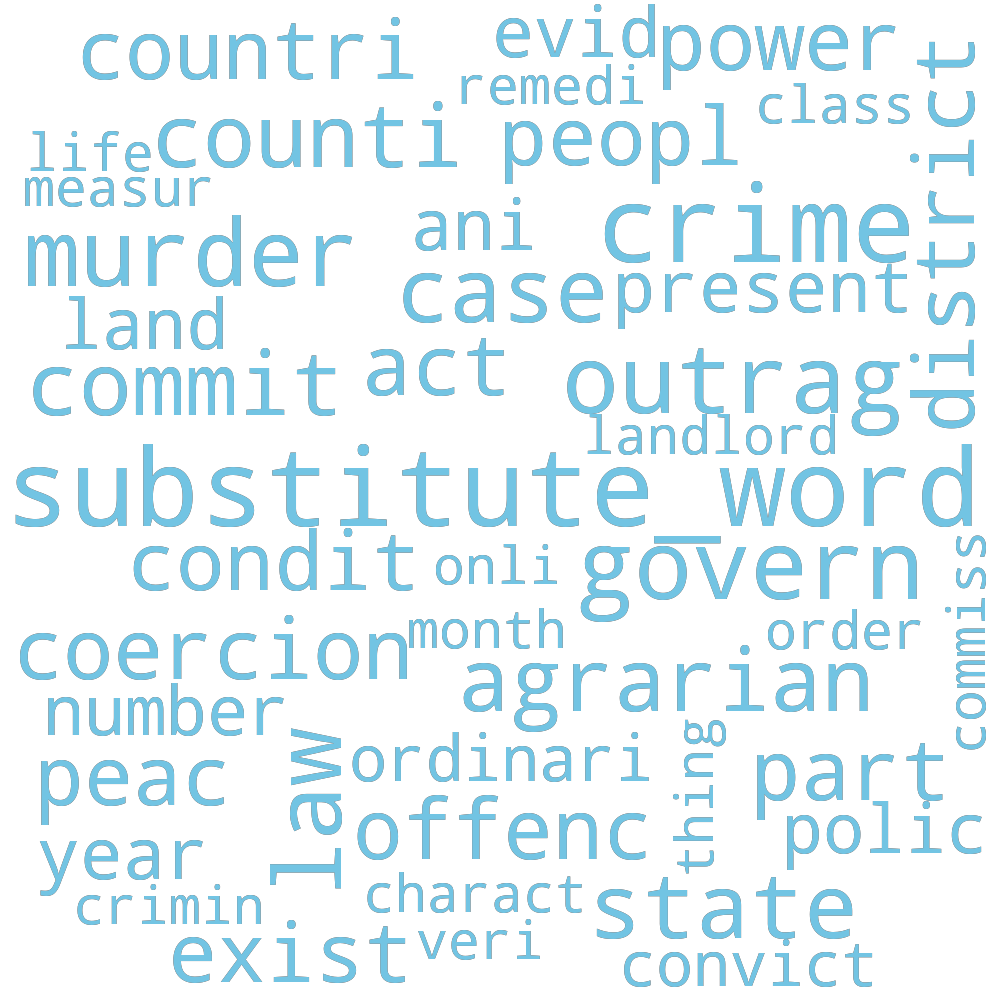 countri evid power
remedi class
life counti peopl district
measur
murder ani crime
case present
land
commit act outrag
landlord
substitute_word
condit onli govern
commiss
coercion month order
number agrarian
peac law ordinari thing part
offenc polic
year
crimin charact state
exist veri convict